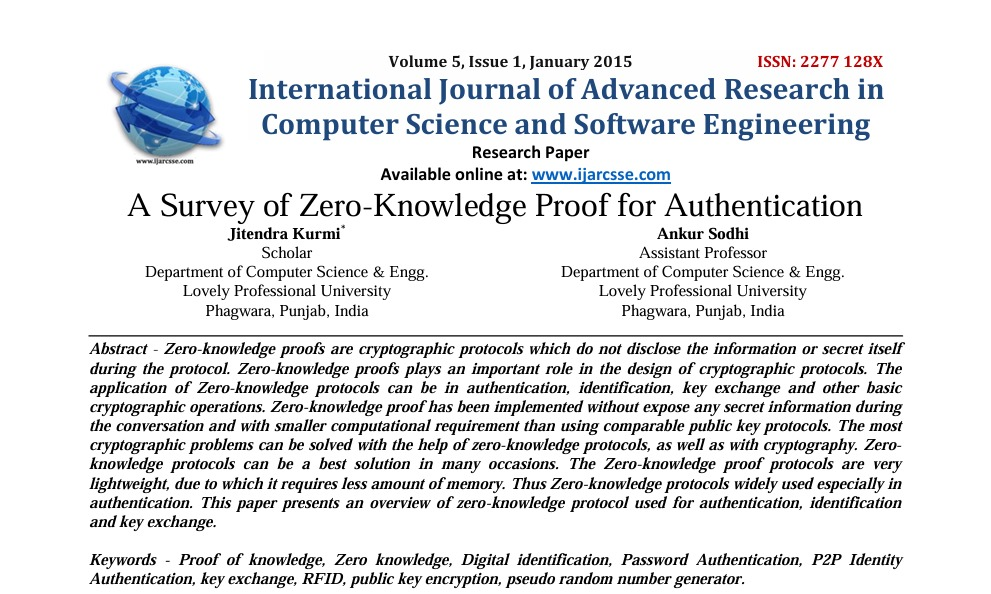 Volume 5, Issue 1, January 2015 ISSN: 2277 128X
International Journal of Advanced Research in
Computer Science and Software Engineering
www.ijarcsse.com
Research Paper
Available online at: www.ijarcsse.com
A Survey of Zero-Knowledge Proof for Authentication
Jitendra Kurmi*
Scholar
Department of Computer Science & Engg.
Lovely Professional University
Phagwara, Punjab, India
Ankur Sodhi
Assistant Professor
Department of Computer Science & Engg.
Lovely Professional University
Phagwara, Punjab, India
Abstract - Zero-knowledge proofs are cryptographic protocols which do not disclose the information or secret itself
during the protocol. Zero-knowledge proofs plays an important role in the design of cryptographic protocols. The
application of Zero-knowledge protocols can be in authentication, identification, key exchange and other basic
cryptographic operations. Zero-knowledge proof has been implemented without expose any secret information during
the conversation and with smaller computational requirement than using comparable public key protocols. The most
cryptographic problems can be solved with the help of zero-knowledge protocols, as well as with cryptography. Zero-
knowledge protocols can be a best solution in many occasions. The Zero-knowledge proof protocols are very
lightweight, due to which it requires less amount of memory. Thus Zero-knowledge protocols widely used especially in
authentication. This paper presents an overview of zero-knowledge protocol used for authentication, identification
and key exchange.
Keywords - Proof of knowledge, Zero knowledge, Digital identification, Password Authentication, P2P Identity
Authentication, key exchange, RFID, public key encryption, pseudo random number generator.